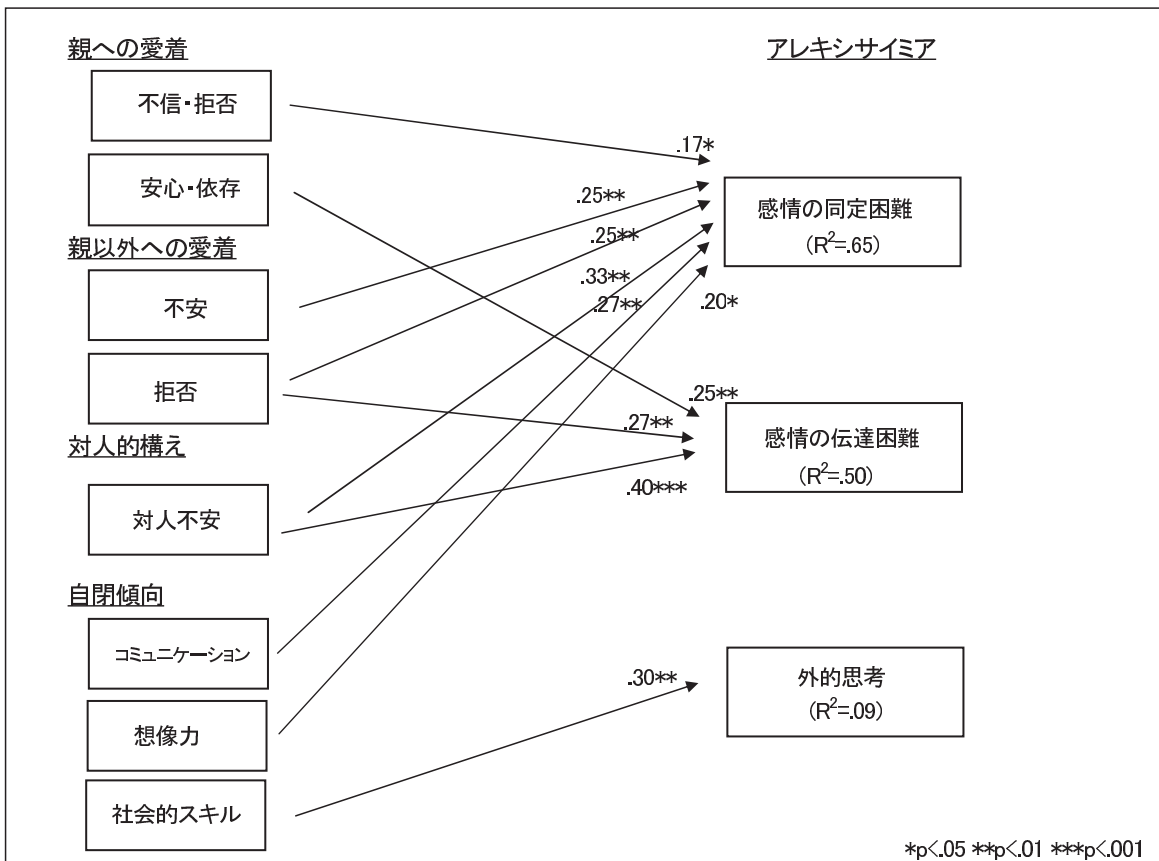 親への愛着
アレキシサイミア
不信・拒否
.17*
安心・依存
.25**
感情の同定困難
(R²=.65)
.25**
親以外への愛着
.33**
不安
.27**
.20*
拒否
.25**
.27**
感情の伝達困難
(R²=.50)
対人的構え
.40***
対人不安
自閉傾向
コミュニケーション
.30**
外的思考
(R²=.09)
想像力
社会的スキル
*p<.05 **p<.01 ***p<.001